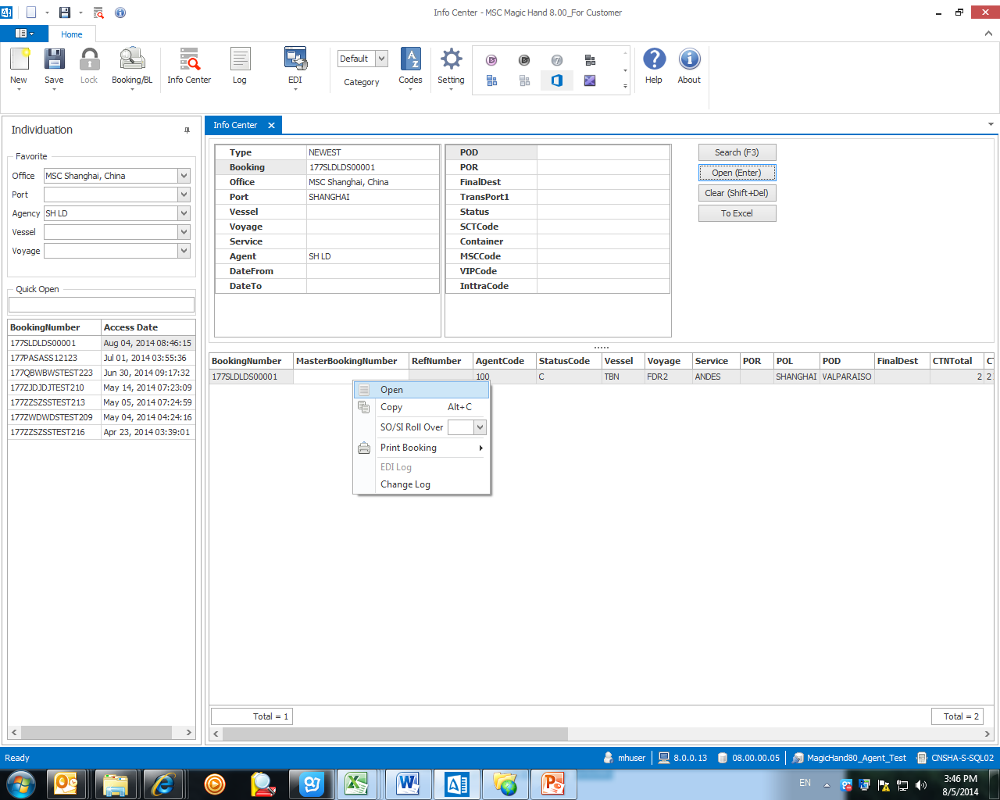 Info Center - MSC Magic Hand 8.00_For Customer
Home
New
Save
Lock
Booking/BL
Info Center
Log
EDI
Default
Category
Codes
Setting
Help
About
Individuation
Favorite
Office MSC Shanghai, China
Port
Agency SH LD
Vessel
Voyage
Quick Open
BookingNumber Access Date
177SLDLDS00001 Aug 04, 2014 08:46:15
177PASASS12123 Jul 01, 2014 03:55:36
177QBWBWSTEST223 Jun 30, 2014 09:17:32
177ZJDJDJTEST210 May 14, 2014 07:23:09
177ZZSZSSTEST213 May 05, 2014 07:24:59
177ZWDWDSTEST209 May 04, 2014 04:24:16
177ZZSZSSTEST216 Apr 23, 2014 03:39:01
Info Center
Type NEWEST
Booking 177SLDLDS00001
Office MSC Shanghai, China
Port SHANGHAI
Vessel
Voyage
Service
Agent SH LD
DateFrom
DateTo
POD
POR
FinalDest
TransPort1
Status
SCTCode
Container
MSCCode
VIPCode
InttraCode
Search (F3)
Open (Enter)
Clear (Shift+Del)
To Excel
BookingNumber MasterBookingNumber RefNumber AgentCode StatusCode Vessel Voyage Service POR POL POD FinalDest CTNTotal
177SLDLDS00001 100 C TBN FDR2 ANDES SHANGHAI VALPARAISO 2 2
Open
Copy Alt+C
SO/SI Roll Over
Print Booking
EDI Log
Change Log
Total = 1
Total = 2
Ready
mhuser
8.0.0.13
08.00.00.05
MagicHand80_Agent_Test
CNSHA-S-SQL02
EN
3:46 PM
8/5/2014